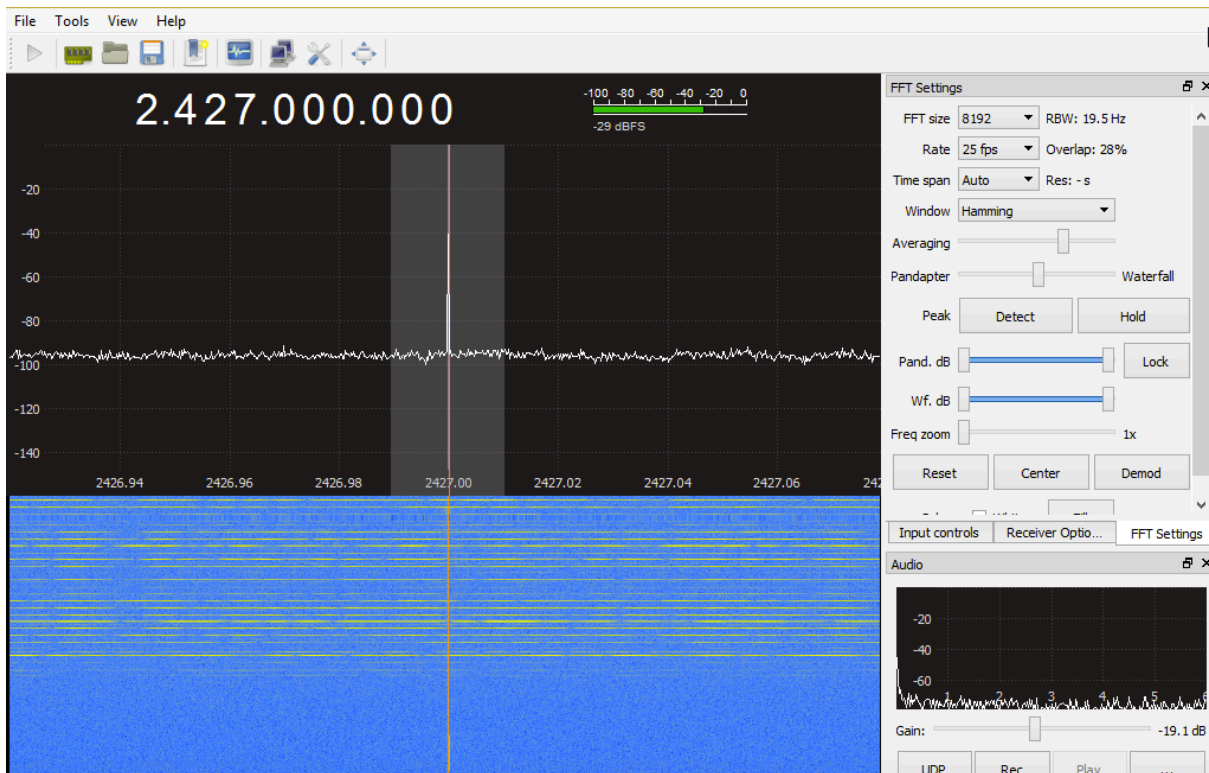 File Tools View Help
2.427.000.000
-100 -80 -60 -40 -20 0
-29 dBFS
-20
-40
-60
-80
-100
-120
-140
2426.94 2426.96 2426.98 2427.00 2427.02 2427.04 2427.06 242
FFT Settings
FFT size 8192 RBW: 19.5 Hz
Rate 25 fps Overlap: 28%
Time span Auto Res: - s
Window Hamming
Averaging
Pandapter Waterfall
Peak Detect Hold
Pand. dB Lock
Wf. dB
Freq zoom 1x
Reset Center Demod
Input controls Receiver Optio... FFT Settings
Audio
-20
-40
-60
1 2 3 4 5 6
Gain: -19.1 dB
UDP Rec Play ...